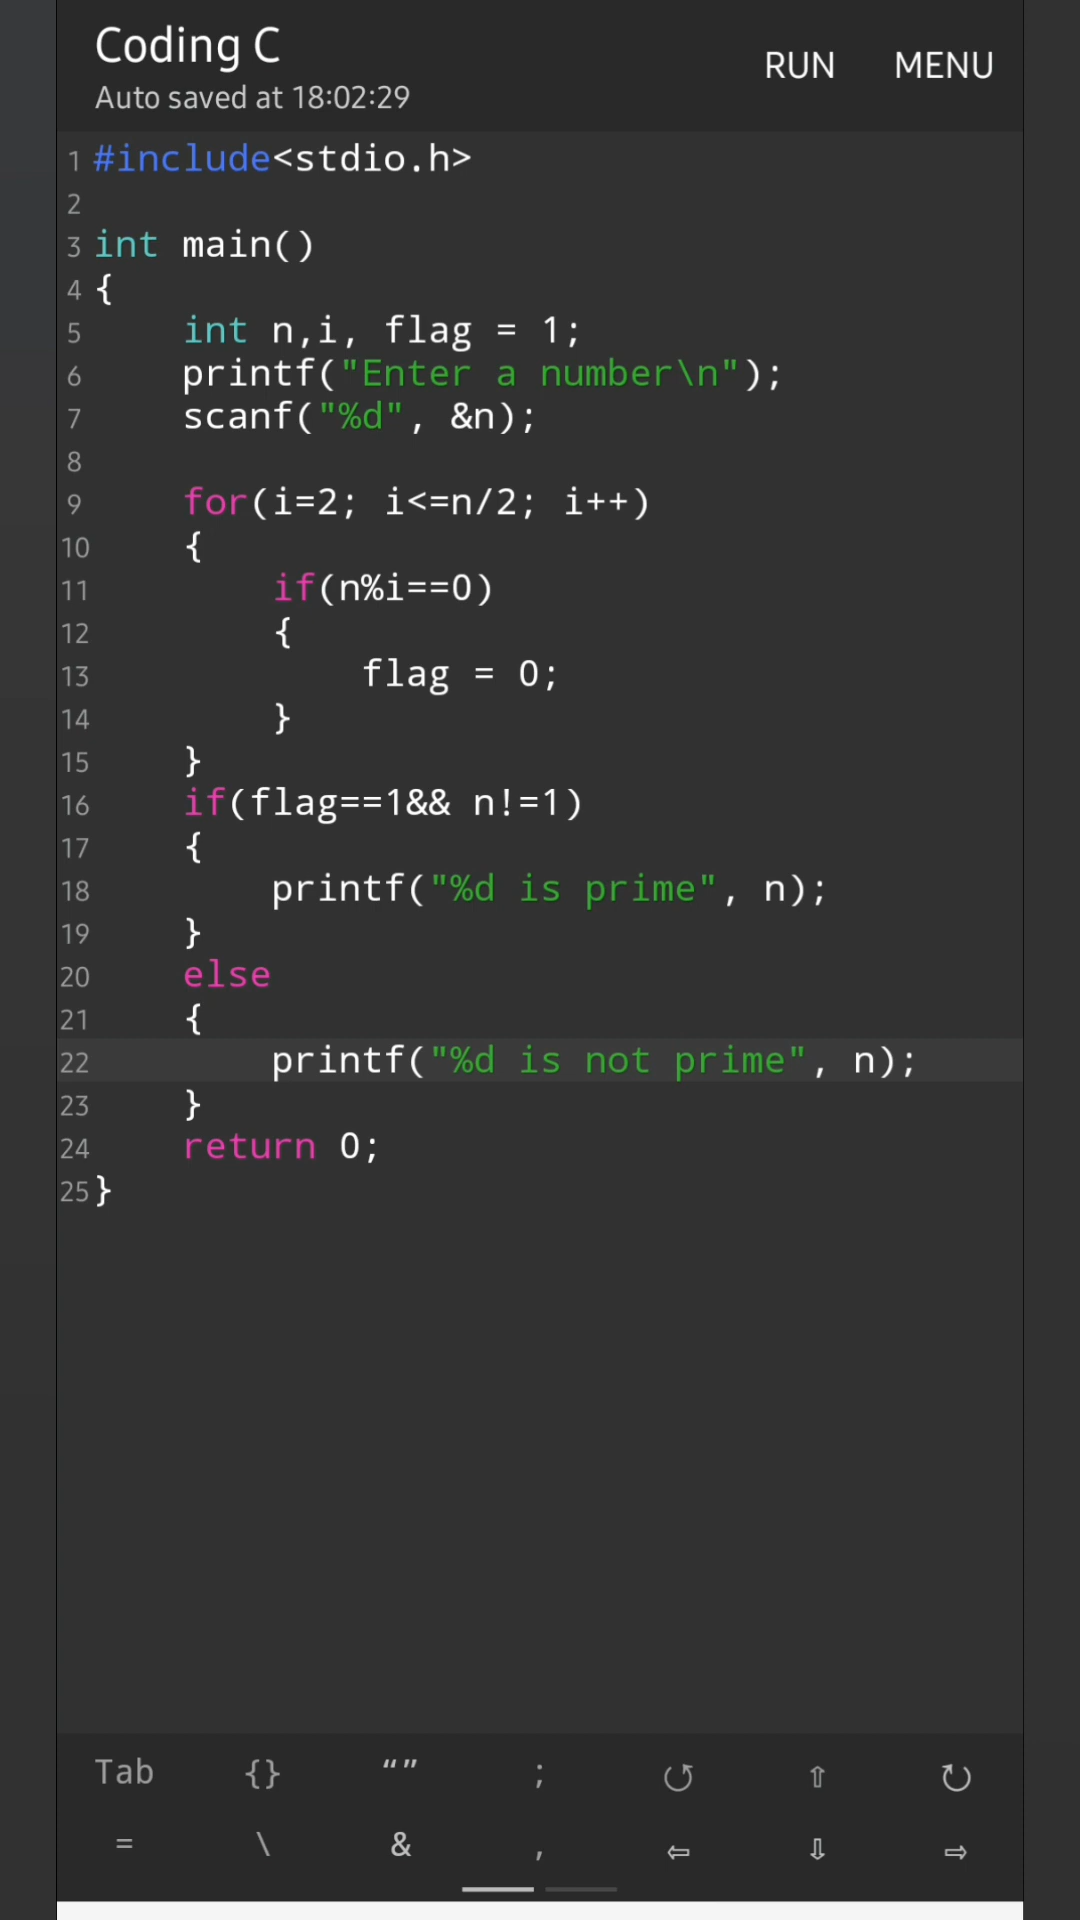 Coding C
Auto saved at 18:02:29
RUN MENU
1 #include<stdio.h>
2
3 int main()
4 {
5     int n,i, flag = 1;
6     printf("Enter a number\n");
7     scanf("%d", &n);
8
9     for(i=2; i<=n/2; i++)
10     {
11         if(n%i==0)
12         {
13             flag = 0;
14         }
15     }
16     if(flag==1&& n!=1)
17     {
18         printf("%d is prime", n);
19     }
20     else
21     {
22         printf("%d is not prime", n);
23     }
24     return 0;
25 }
Tab {} “” ; ↺ ⇧ ↻
= \ & , ⇦ ⇩ ⇨